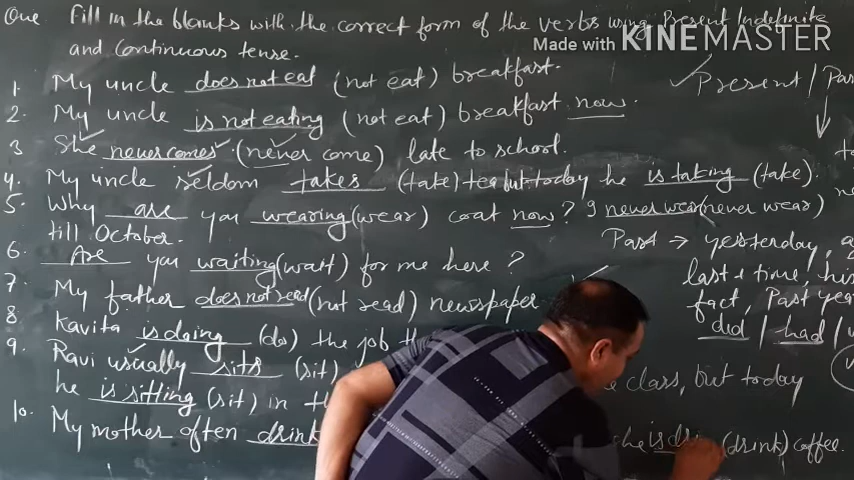 One Fill in the blanks with the correct form of the verbs using Present Indefinite
and Continuous tense.
Made with KINEMASTER
1. My uncle does not eat (not eat) breakfast.
2. My uncle is not eating (not eat) breakfast now.
3 She never comes (never come) late to school.
4. My uncle seldom takes (take) tea but today he is taking (take).
5. Why are you wearing (wear) coat now? I never wear (never wear)
till October.
6. Are you waiting (wait) for me here?
7. My father does not read (not read) newspaper
8 Kavita is doing (do) the job
9. Ravi usually sits (sit)
class, but today
he is sitting (sit) in
10. My mother often drink
she is dri (drink) coffee.
Present / Pas
Past → yesterday, a
last + time, his
fact, Past yea
did / had /